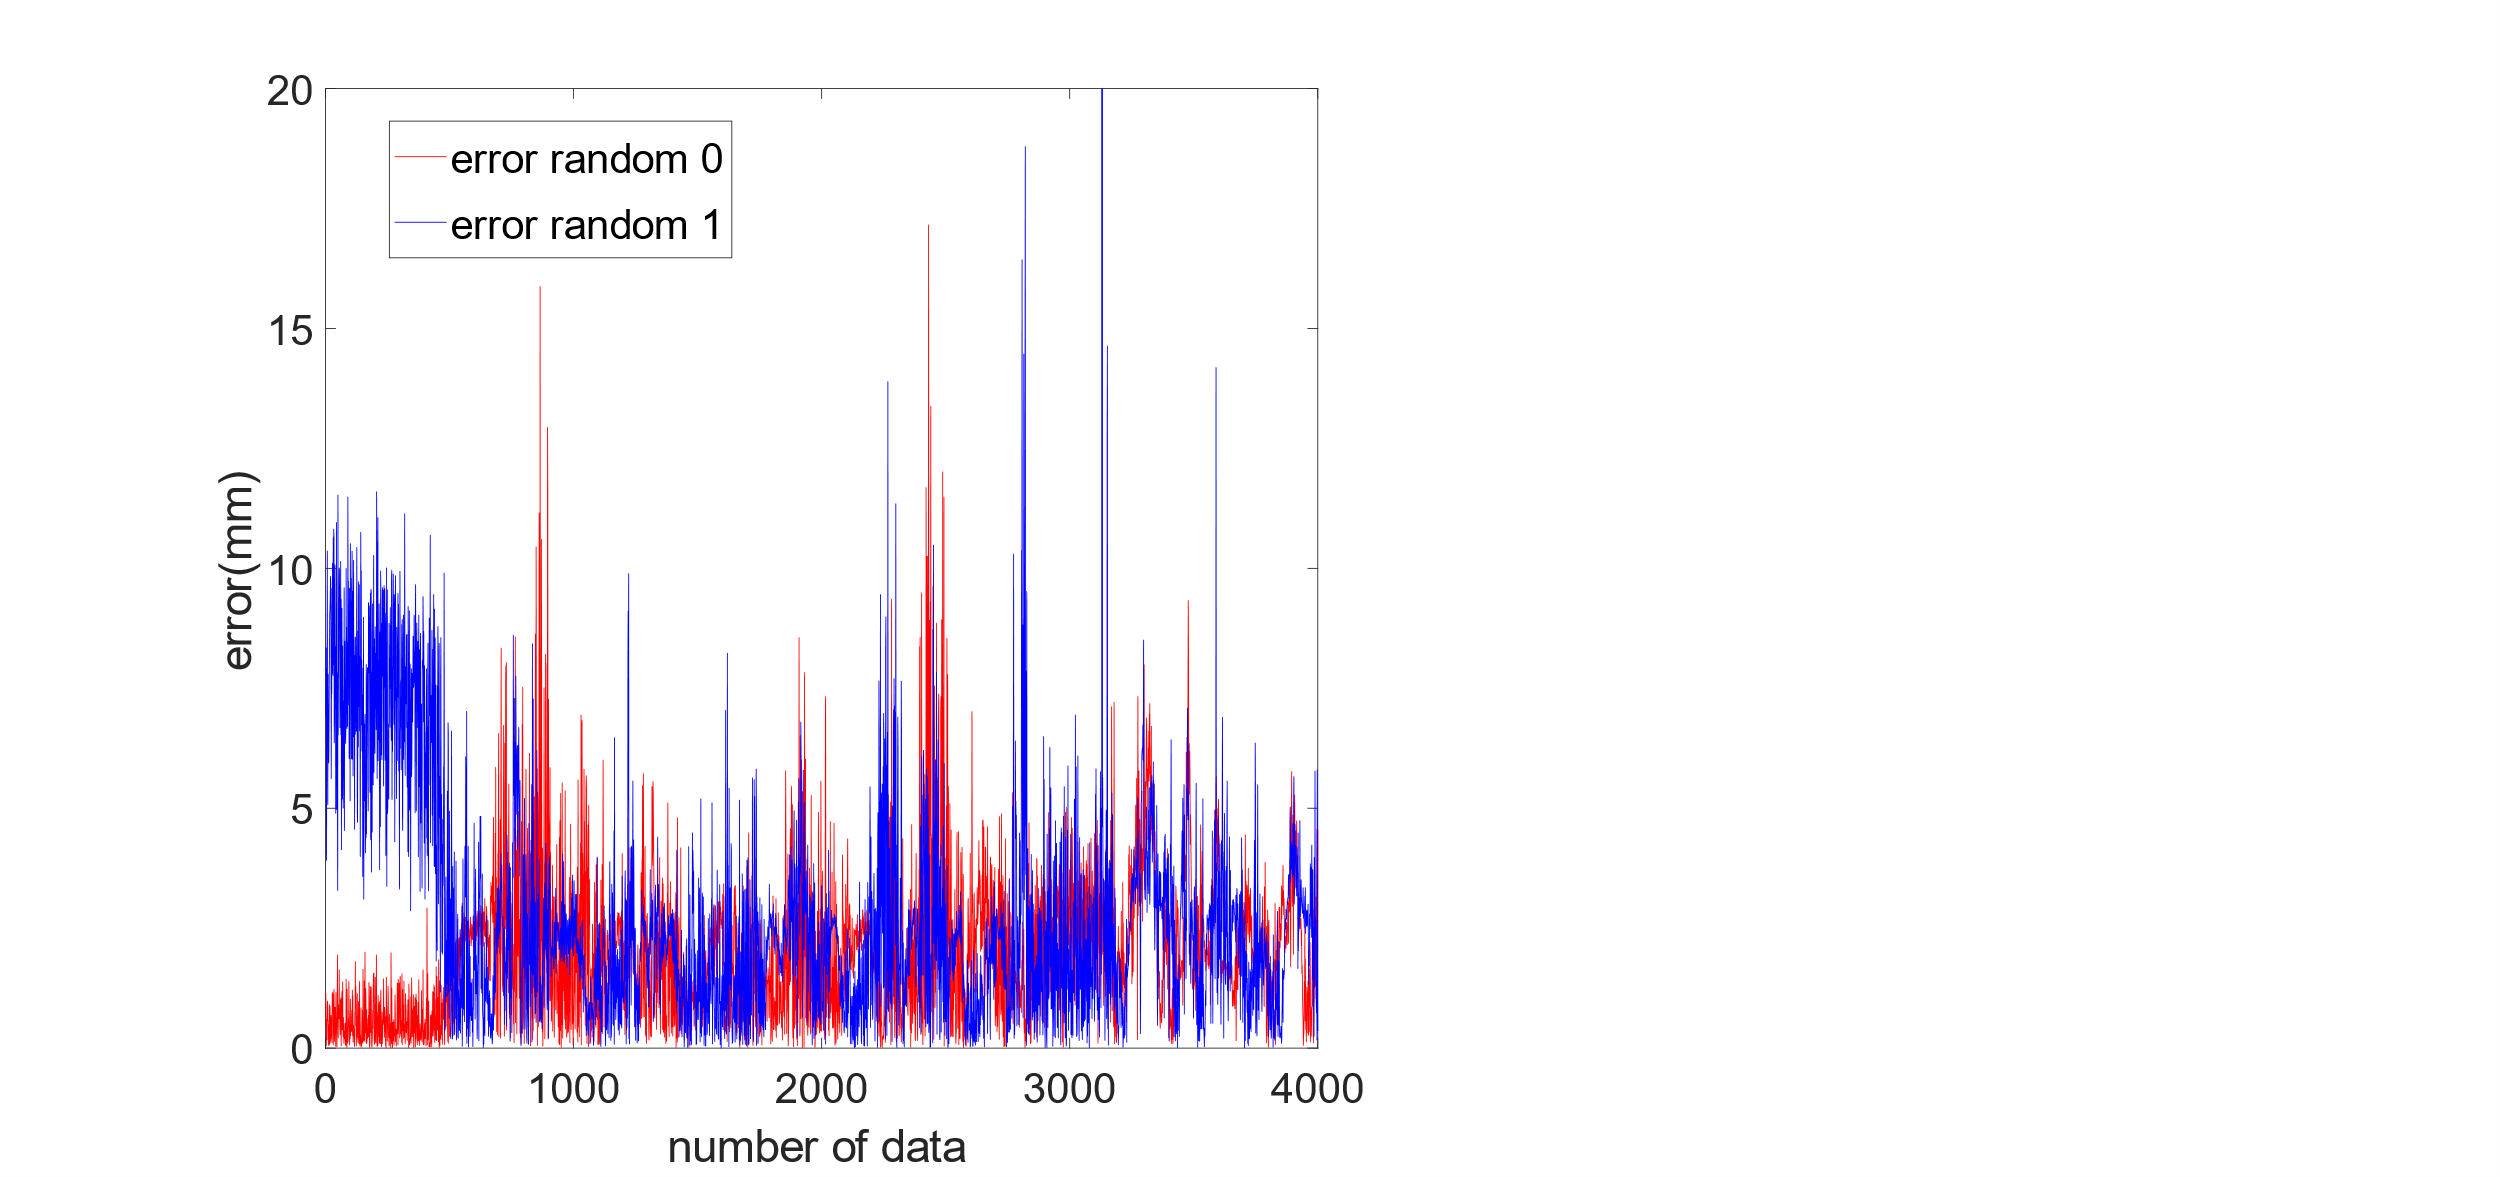 20
error random 0
error random 1
15
error(mm)
10
5
0
0 1000 2000 3000 4000
number of data